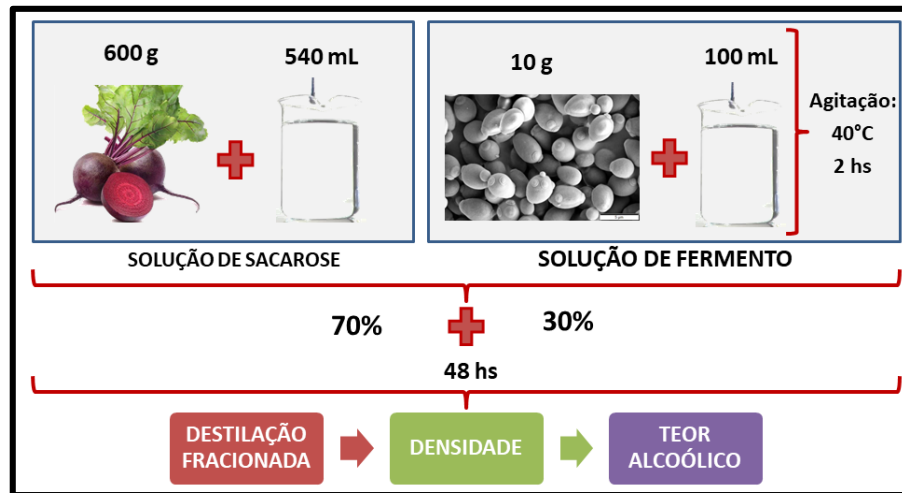 600 g
540 mL
10 g
100 mL
Agitação:
40°C
2 hs
SOLUÇÃO DE SACAROSE
SOLUÇÃO DE FERMENTO
70%
30%
48 hs
DESTILAÇÃO
FRACIONADA
DENSIDADE
TEOR
ALCOÓLICO